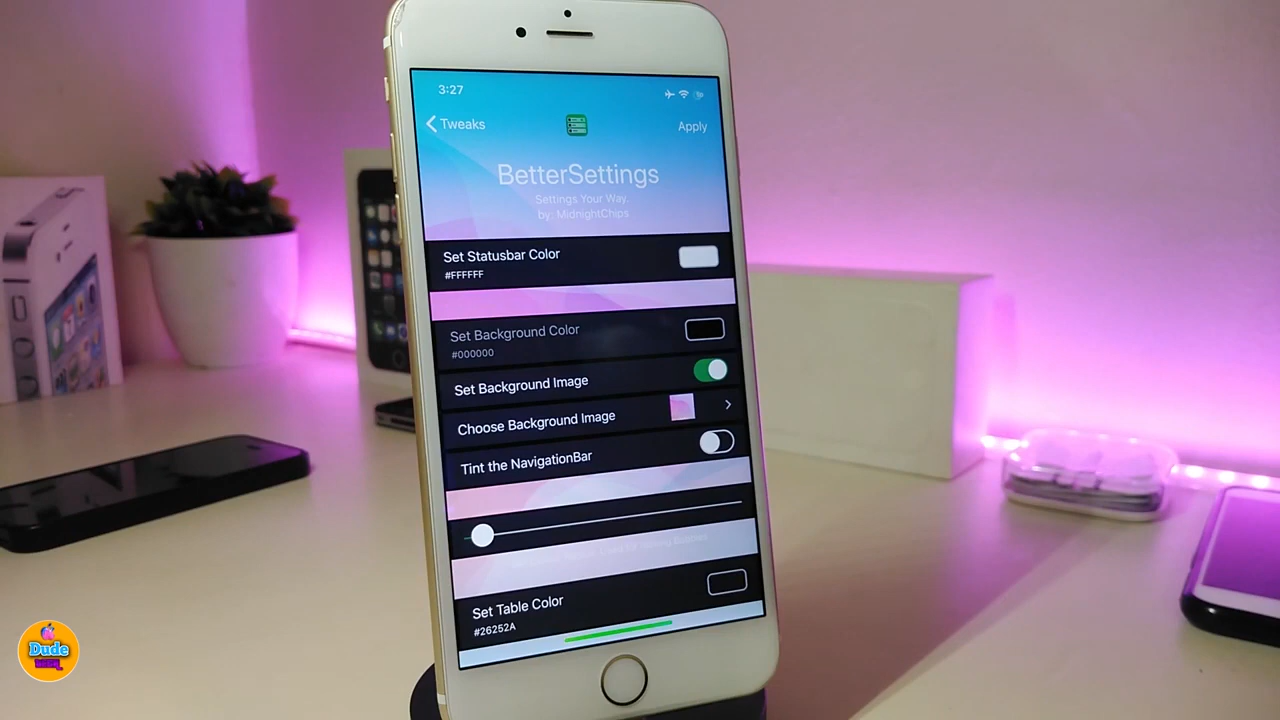 3:27
Tweaks
Apply
BetterSettings
Settings Your Way.
by: MidnightChips
Set Statusbar Color
#FFFFFF
Set Background Color
#000000
Set Background Image
Choose Background Image
Tint the NavigationBar
Set Table Color
#26252A
Dude